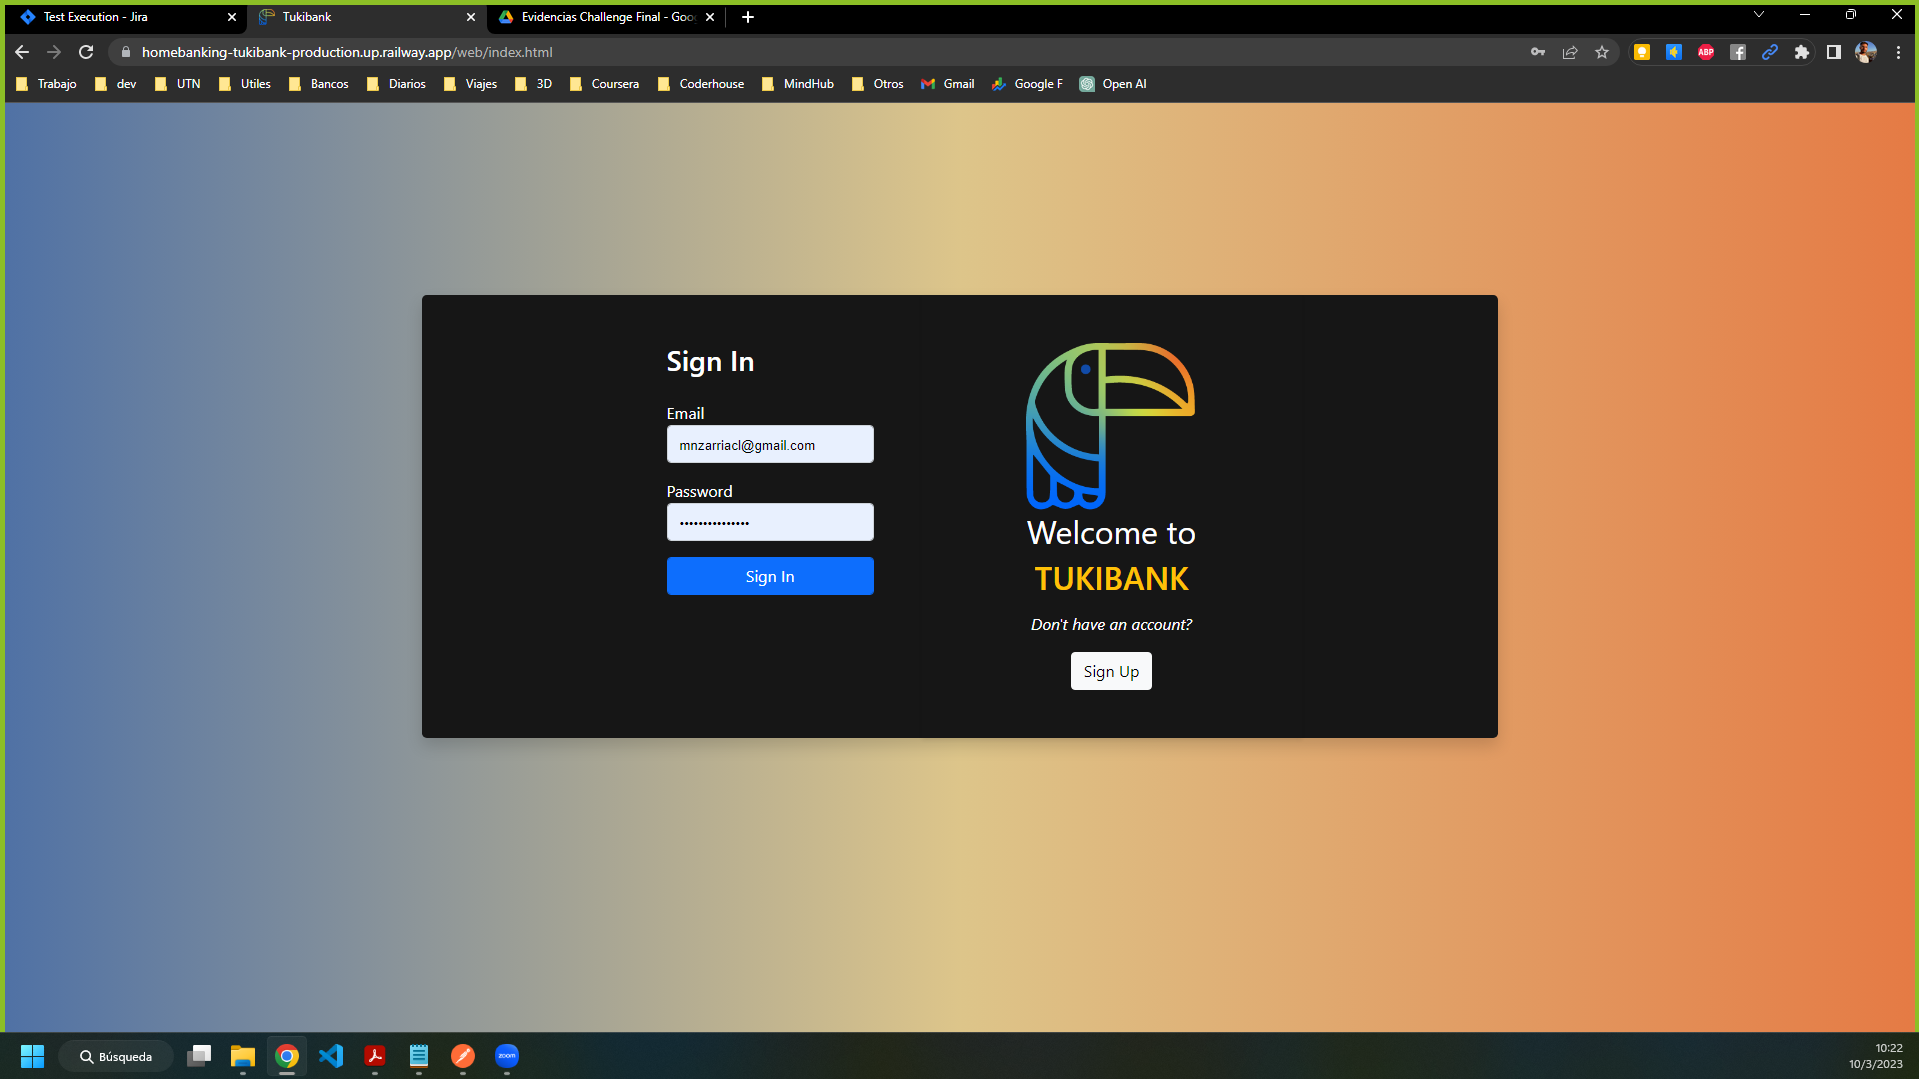 Test Execution - Jira
Tukibank
Evidencias Challenge Final - Goo
homebanking-tukibank-production.up.railway.app/web/index.html
ABP
Trabajo
dev
UTN
Utiles
Bancos
Diarios
Viajes
3D
Coursera
Coderhouse
MindHub
Otros
Gmail
Google F
Open AI
Sign In
Email
mnzarriacl@gmail.com
Password
•••••••••••••••
Sign In
Welcome to
TUKIBANK
Don't have an account?
Sign Up
Búsqueda
zoom
10:22
10/3/2023